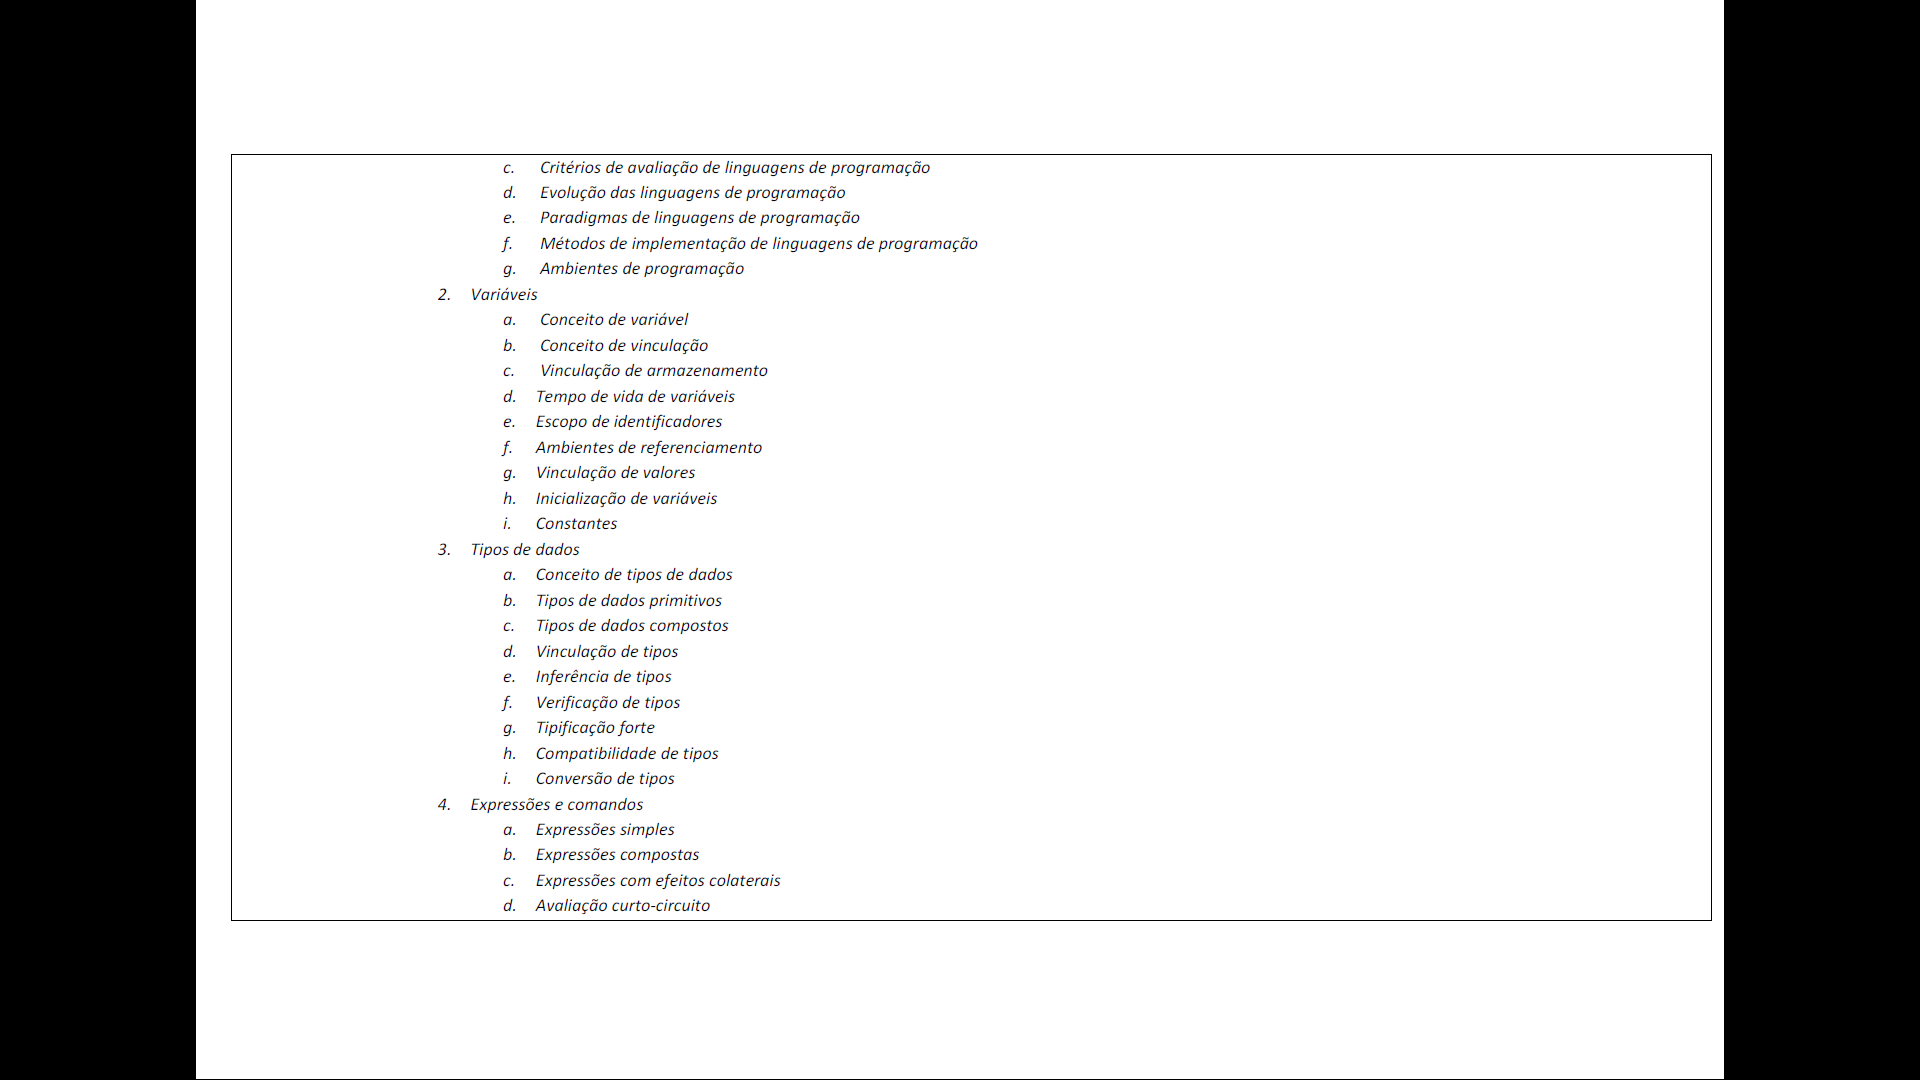 c. Critérios de avaliação de linguagens de programação
d. Evolução das linguagens de programação
e. Paradigmas de linguagens de programação
f. Métodos de implementação de linguagens de programação
g. Ambientes de programação
2. Variáveis
a. Conceito de variável
b. Conceito de vinculação
c. Vinculação de armazenamento
d. Tempo de vida de variáveis
e. Escopo de identificadores
f. Ambientes de referenciamento
g. Vinculação de valores
h. Inicialização de variáveis
i. Constantes
3. Tipos de dados
a. Conceito de tipos de dados
b. Tipos de dados primitivos
c. Tipos de dados compostos
d. Vinculação de tipos
e. Inferência de tipos
f. Verificação de tipos
g. Tipificação forte
h. Compatibilidade de tipos
i. Conversão de tipos
4. Expressões e comandos
a. Expressões simples
b. Expressões compostas
c. Expressões com efeitos colaterais
d. Avaliação curto-circuito